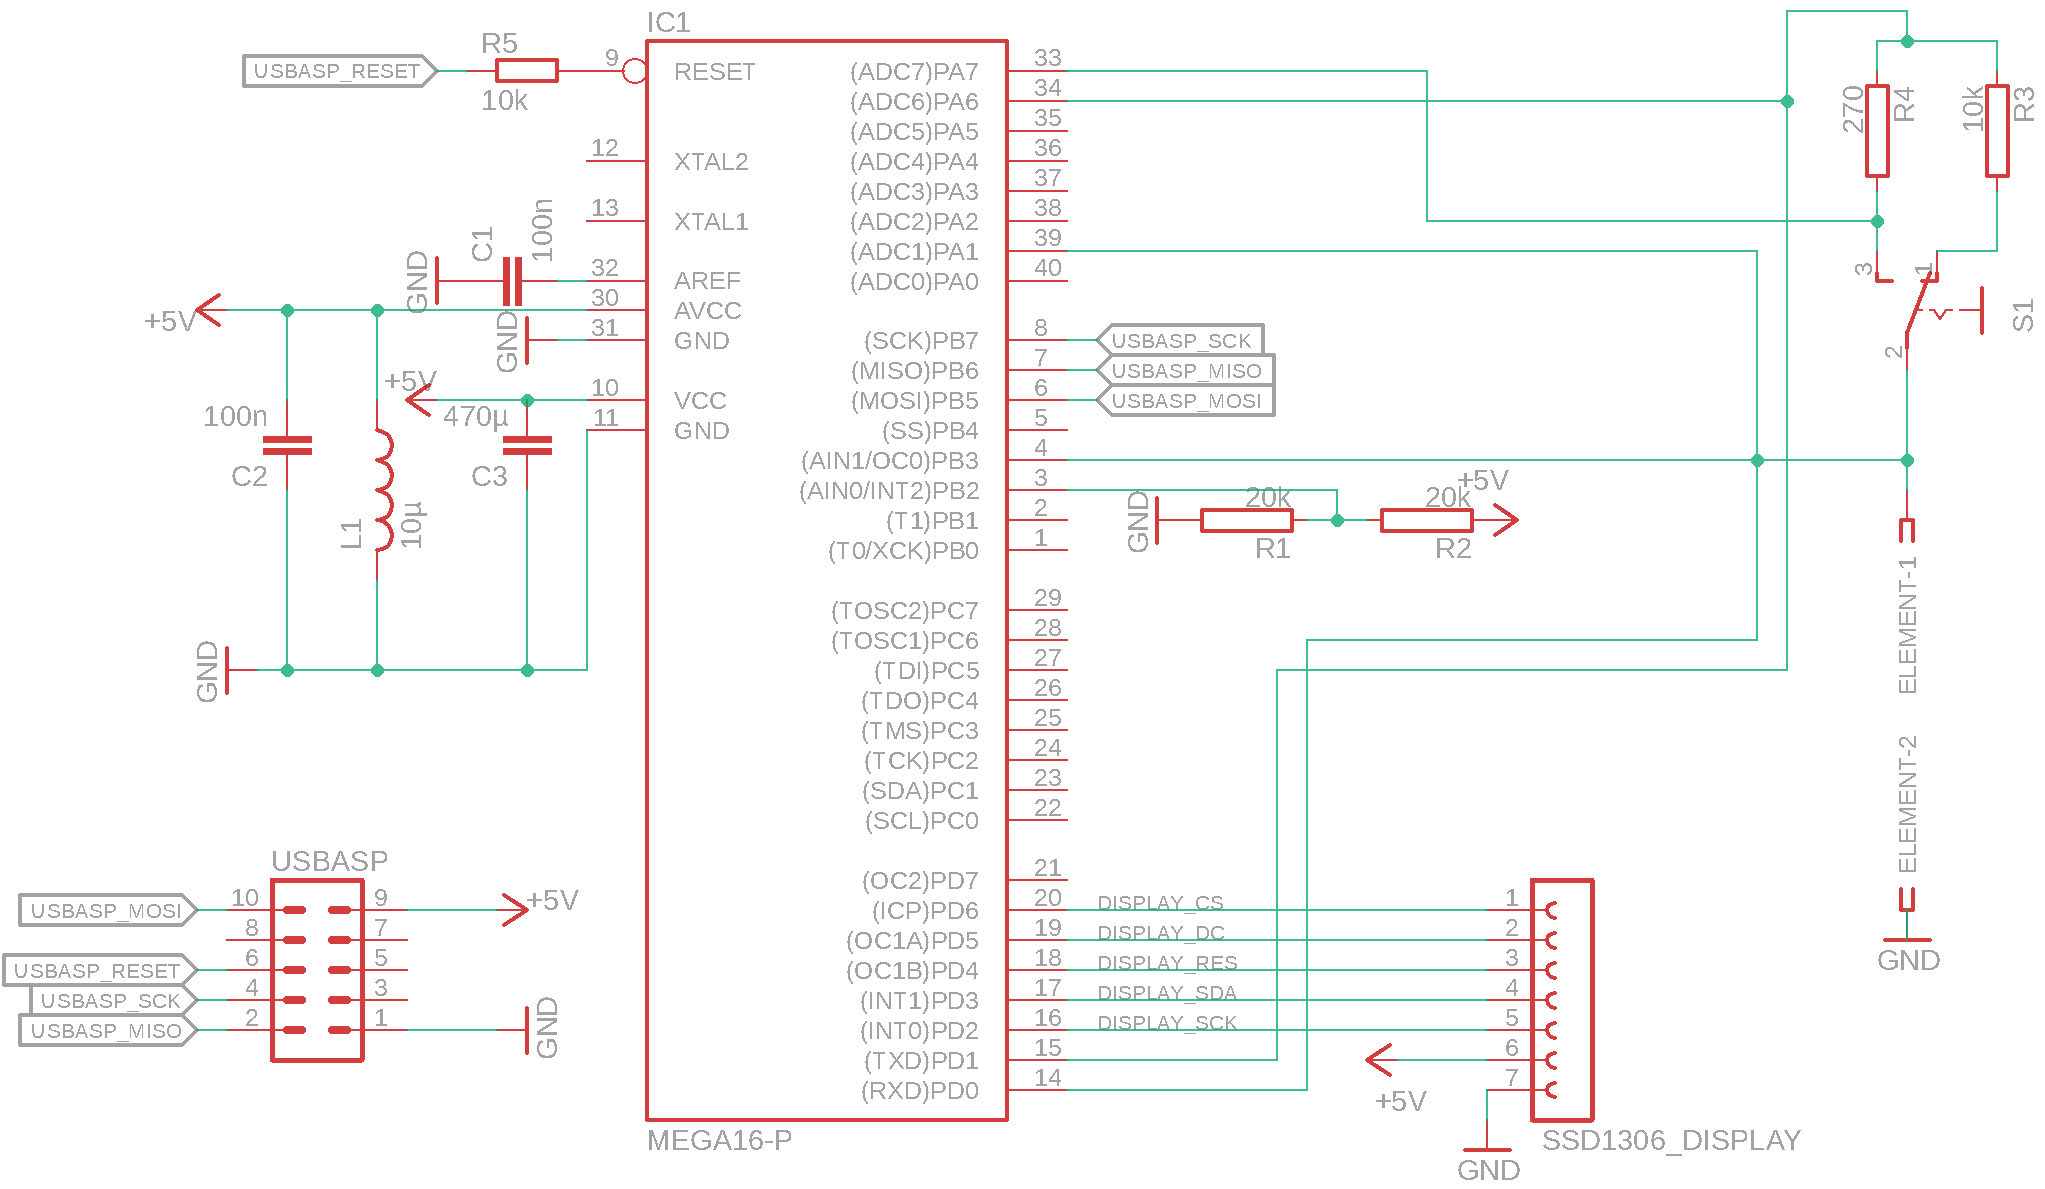 IC1
USBASP_RESET
R5
10k
9
RESET
12
XTAL2
13
XTAL1
GND
C1
100n
32
AREF
+5V
30
AVCC
GND
31
GND
+5V
10
VCC
11
GND
100n
C2
L1
10µ
470µ
C3
GND
(ADC7)PA7
33
(ADC6)PA6
34
(ADC5)PA5
35
(ADC4)PA4
36
(ADC3)PA3
37
(ADC2)PA2
38
(ADC1)PA1
39
(ADC0)PA0
40
(SCK)PB7
8
USBASP_SCK
(MISO)PB6
7
USBASP_MISO
(MOSI)PB5
6
USBASP_MOSI
(SS)PB4
5
(AIN1/OC0)PB3
4
(AIN0/INT2)PB2
3
(T1)PB1
2
(T0/XCK)PB0
1
GND
20k
R1
20k
R2
+5V
(TOSC2)PC7
29
(TOSC1)PC6
28
(TDI)PC5
27
(TDO)PC4
26
(TMS)PC3
25
(TCK)PC2
24
(SDA)PC1
23
(SCL)PC0
22
(OC2)PD7
21
(ICP)PD6
20
DISPLAY_CS
1
(OC1A)PD5
19
DISPLAY_DC
2
(OC1B)PD4
18
DISPLAY_RES
3
(INT1)PD3
17
DISPLAY_SDA
4
(INT0)PD2
16
DISPLAY_SCK
5
(TXD)PD1
15
6
(RXD)PD0
14
7
+5V
GND
SSD1306_DISPLAY
MEGA16-P
270
R4
10k
R3
3
1
2
S1
ELEMENT-1
ELEMENT-2
GND
USBASP
USBASP_MOSI
10
9
+5V
8
7
USBASP_RESET
6
5
USBASP_SCK
4
3
USBASP_MISO
2
1
GND